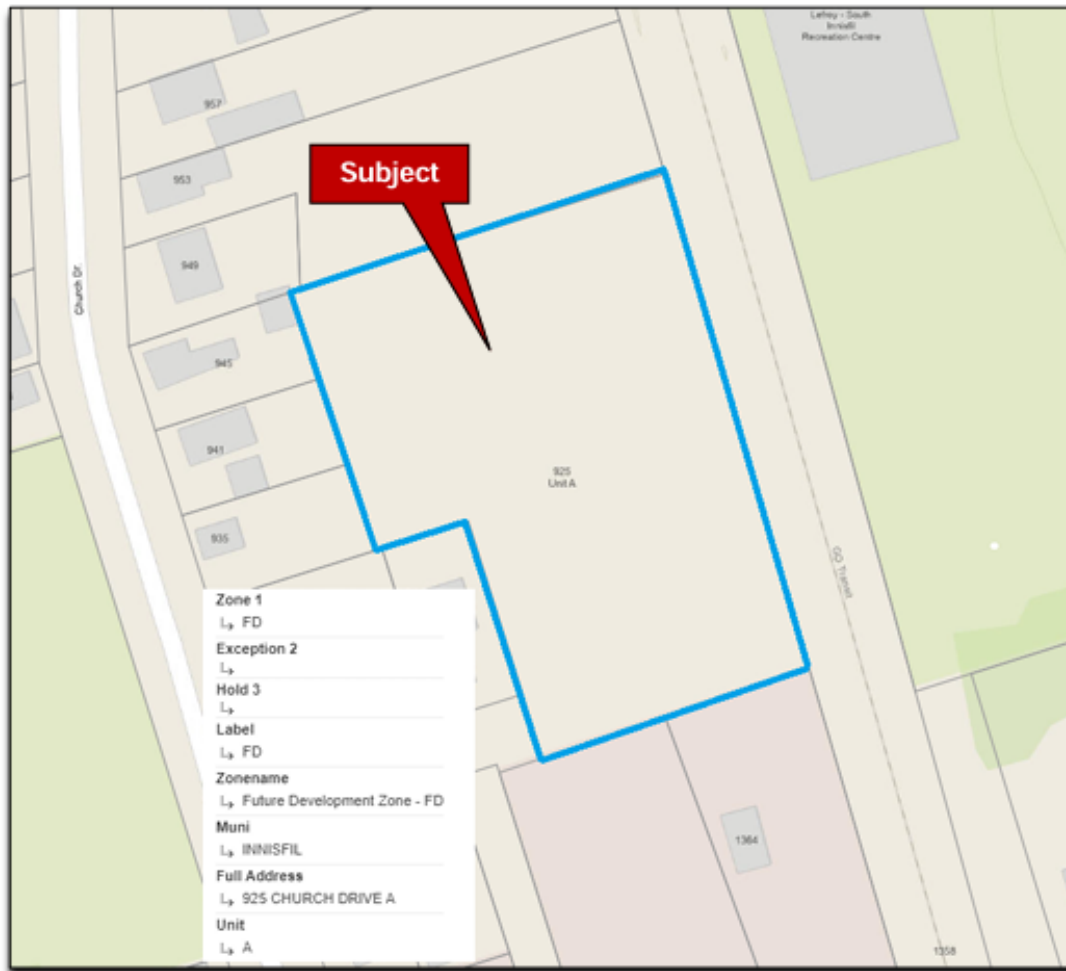 Lefroy - South
Innisfil
Recreation Centre
957
Subject
953
949
Church Dr.
945
941
925
Unit A
935
GO Transit
Zone 1
↳ FD
Exception 2
↳
Hold 3
↳
Label
↳ FD
Zonename
↳ Future Development Zone - FD
Muni
↳ INNISFIL
Full Address
↳ 925 CHURCH DRIVE A
Unit
↳ A
1364
1358